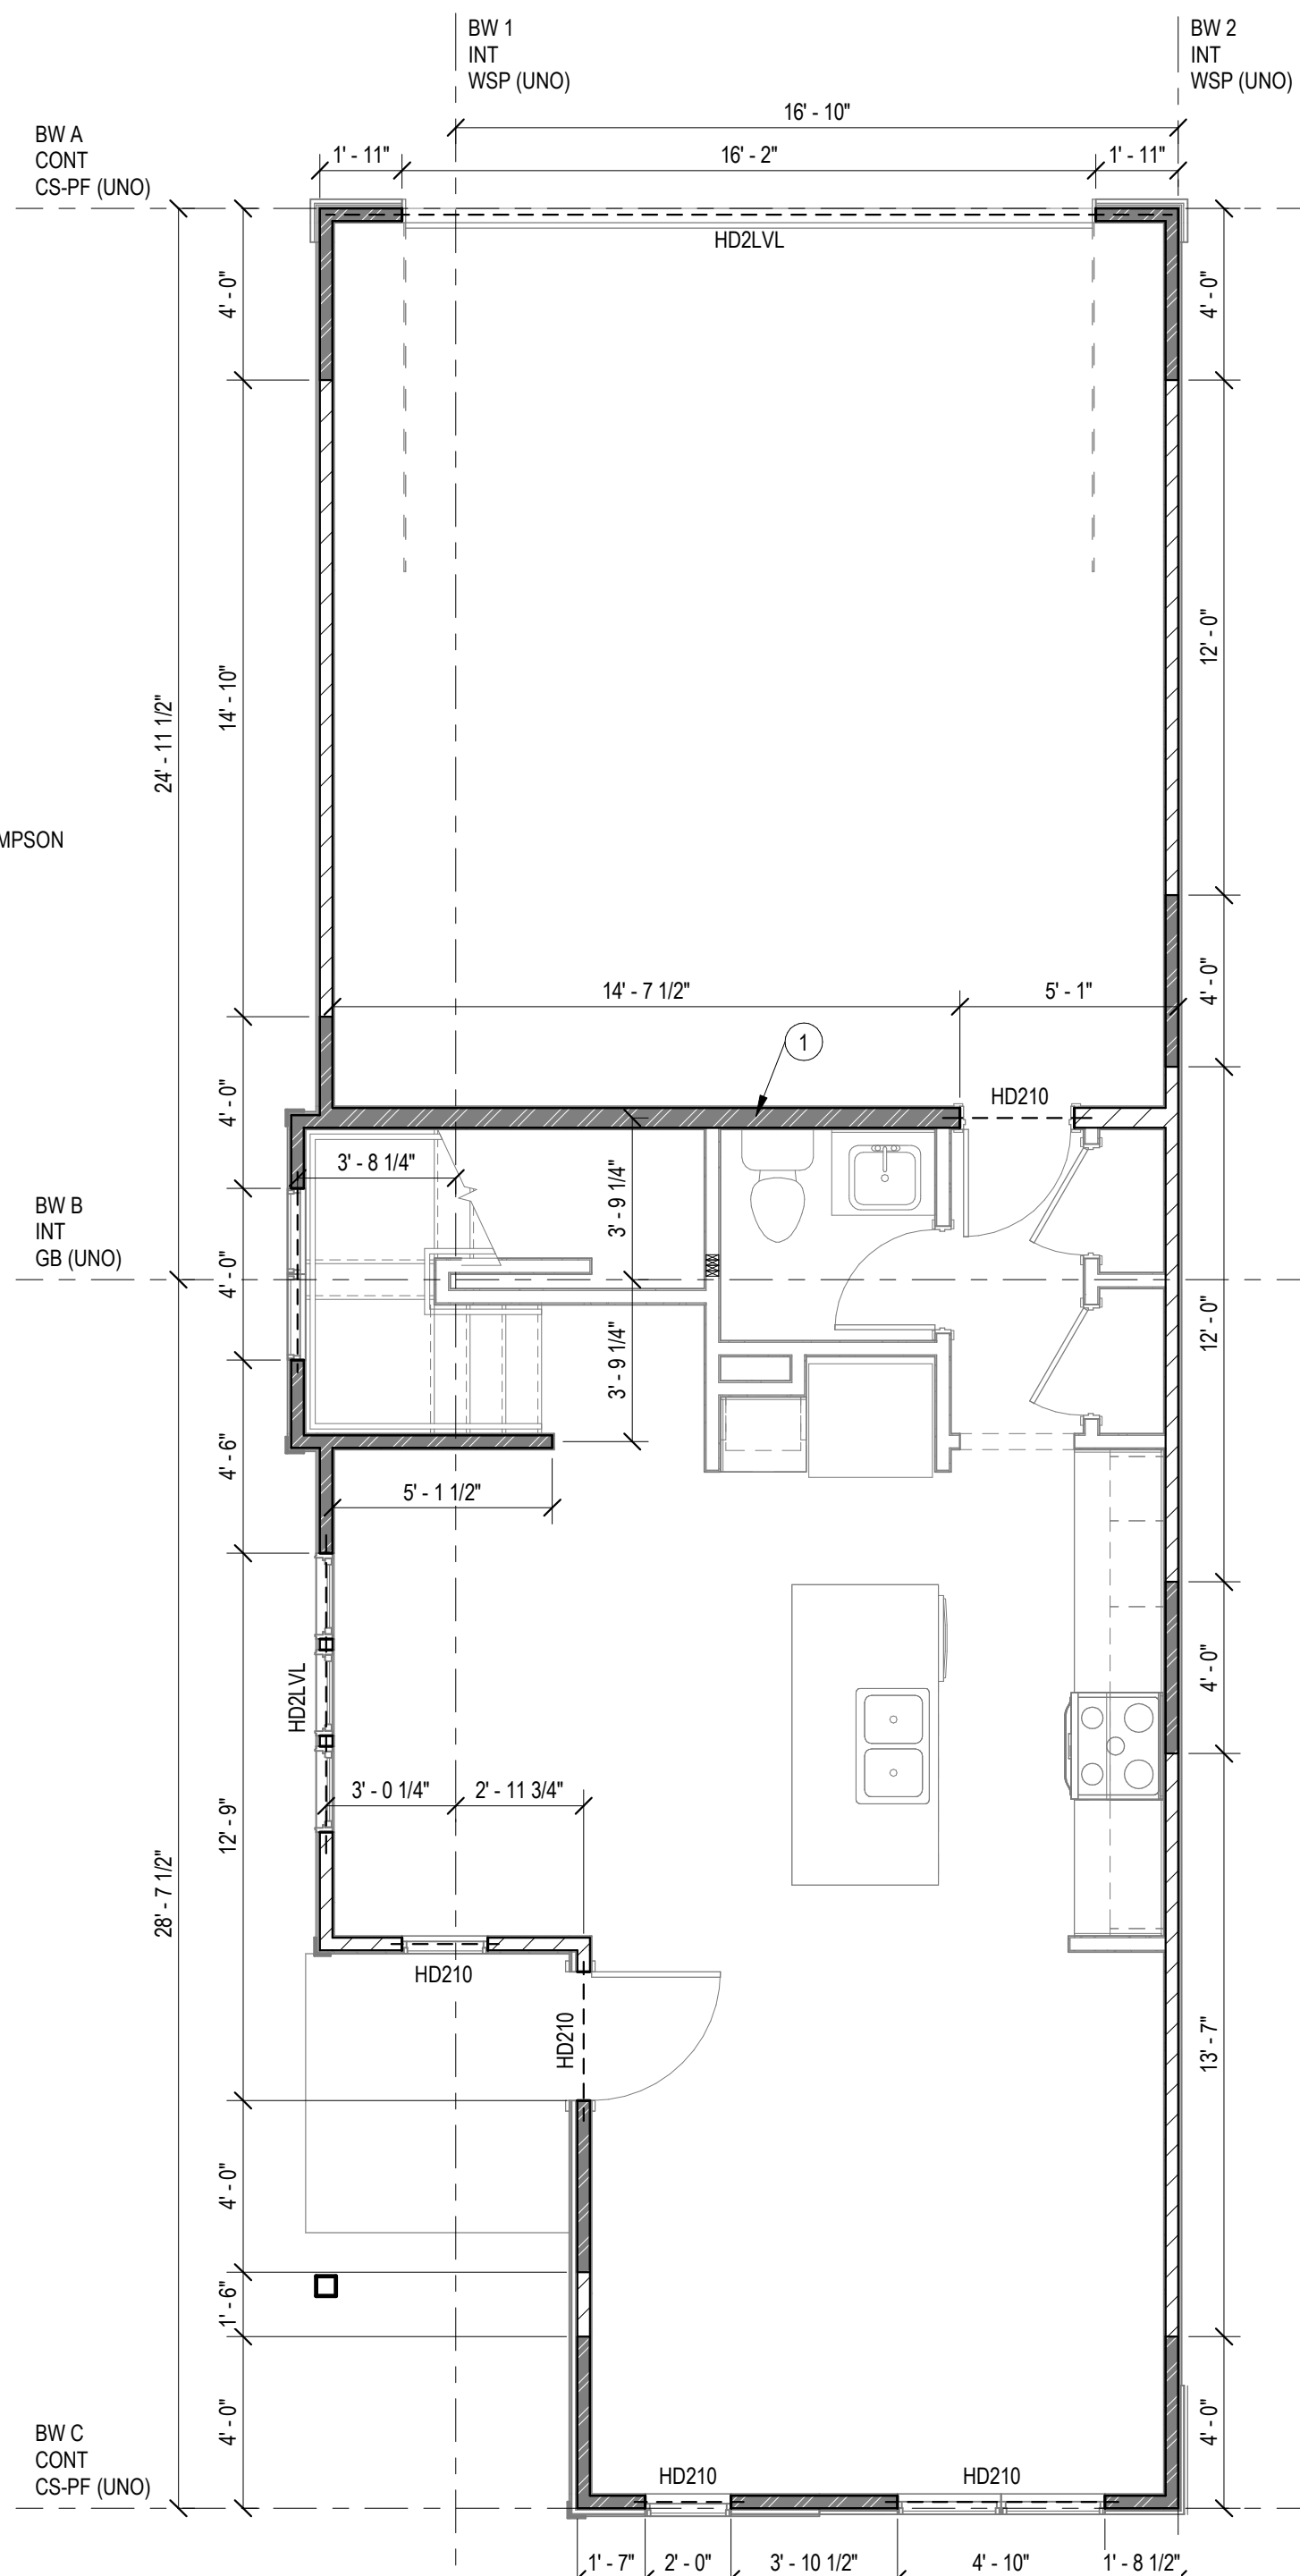 BW 1
INT
WSP (UNO)
BW 2
INT
WSP (UNO)
16' - 10"
BW A
CONT
CS-PF (UNO)
1' - 11"
16' - 2"
1' - 11"
HD2LVL
4' - 0"
4' - 0"
12' - 0"
14' - 10"
24' - 11 1/2"
MPSON
4' - 0"
14' - 7 1/2"
5' - 1"
1
HD210
4' - 0"
3' - 8 1/4"
3' - 9 1/4"
BW B
INT
GB (UNO)
4' - 0"
12' - 0"
3' - 9 1/4"
4' - 6"
5' - 1 1/2"
HD2LVL
4' - 0"
3' - 0 1/4"
2' - 11 3/4"
12' - 9"
28' - 7 1/2"
HD210
HD210
13' - 7"
4' - 0"
1' - 6"
4' - 0"
4' - 0"
BW C
CONT
CS-PF (UNO)
HD210
HD210
1' - 7"
2' - 0"
3' - 10 1/2"
4' - 10"
1' - 8 1/2"